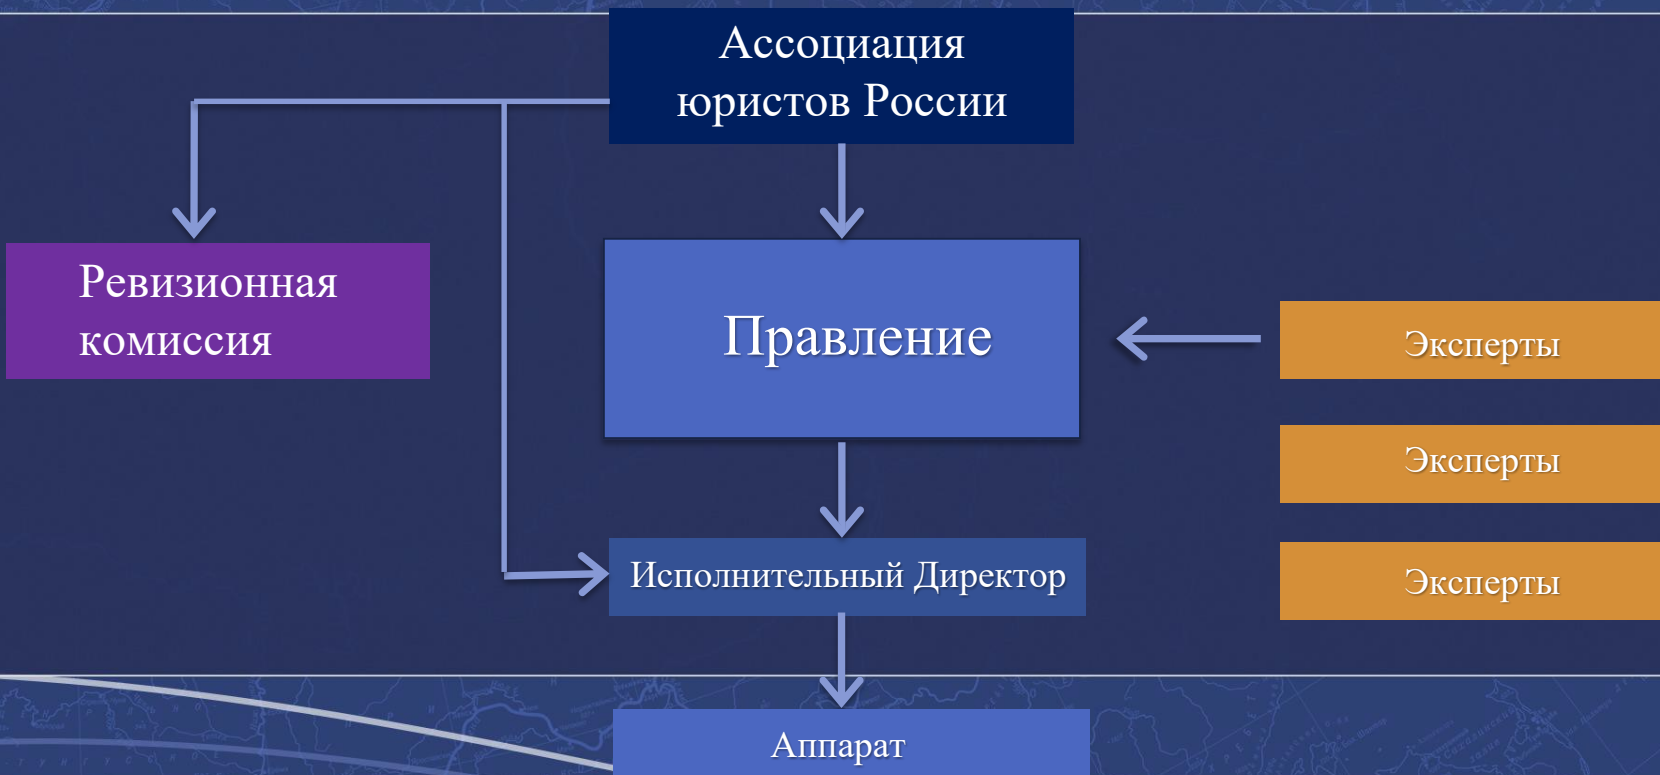 Ассоциация
юристов России
Ревизионная
комиссия
Правление
Эксперты
Эксперты
Исполнительный Директор
Эксперты
Аппарат